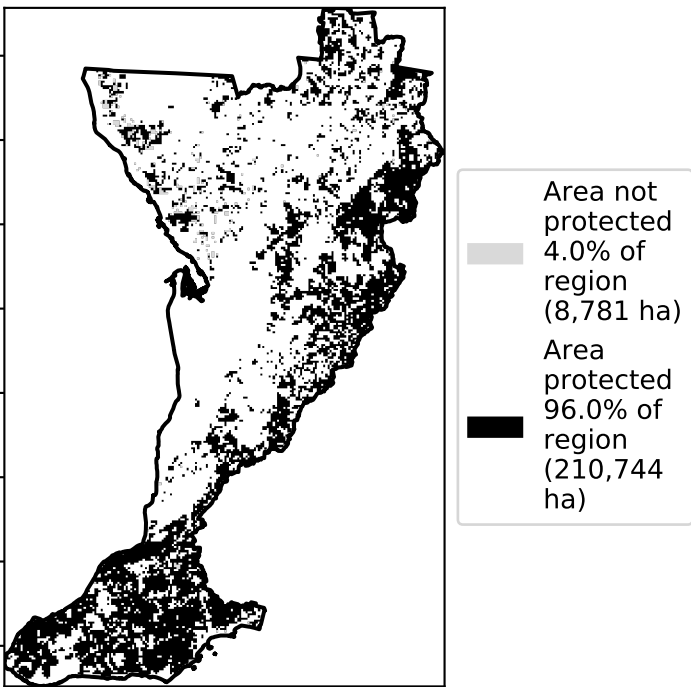 Area not
protected
4.0% of
region
(8,781 ha)
Area
protected
96.0% of
region
(210,744
ha)